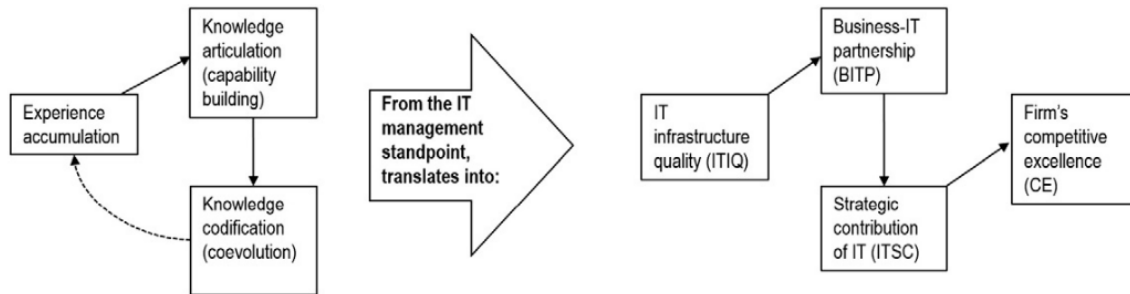 Knowledge
articulation
(capability
building)
Experience
accumulation
Knowledge
codification
(coevolution)
From the IT
management
standpoint,
translates into:
IT
infrastructure
quality (ITIQ)
Business-IT
partnership
(BITP)
Strategic
contribution
of IT (ITSC)
Firm's
competitive
excellence
(CE)